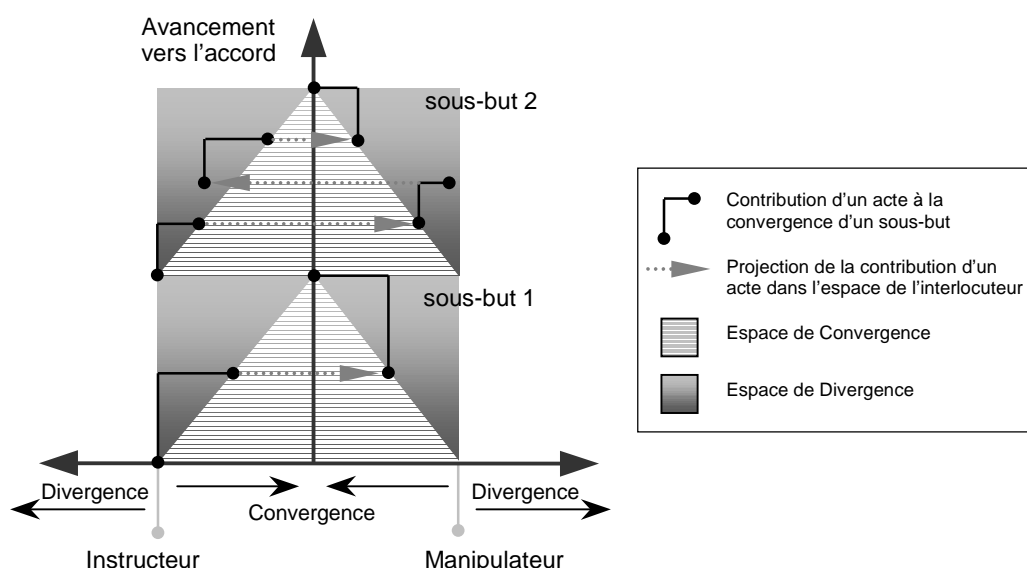 Avancement
vers l'accord
sous-but 2
sous-but 1
Divergence
Convergence
Divergence
Instructeur
Manipulateur
Contribution d'un acte à la
convergence d'un sous-but
Projection de la contribution d'un
acte dans l'espace de l'interlocuteur
Espace de Convergence
Espace de Divergence